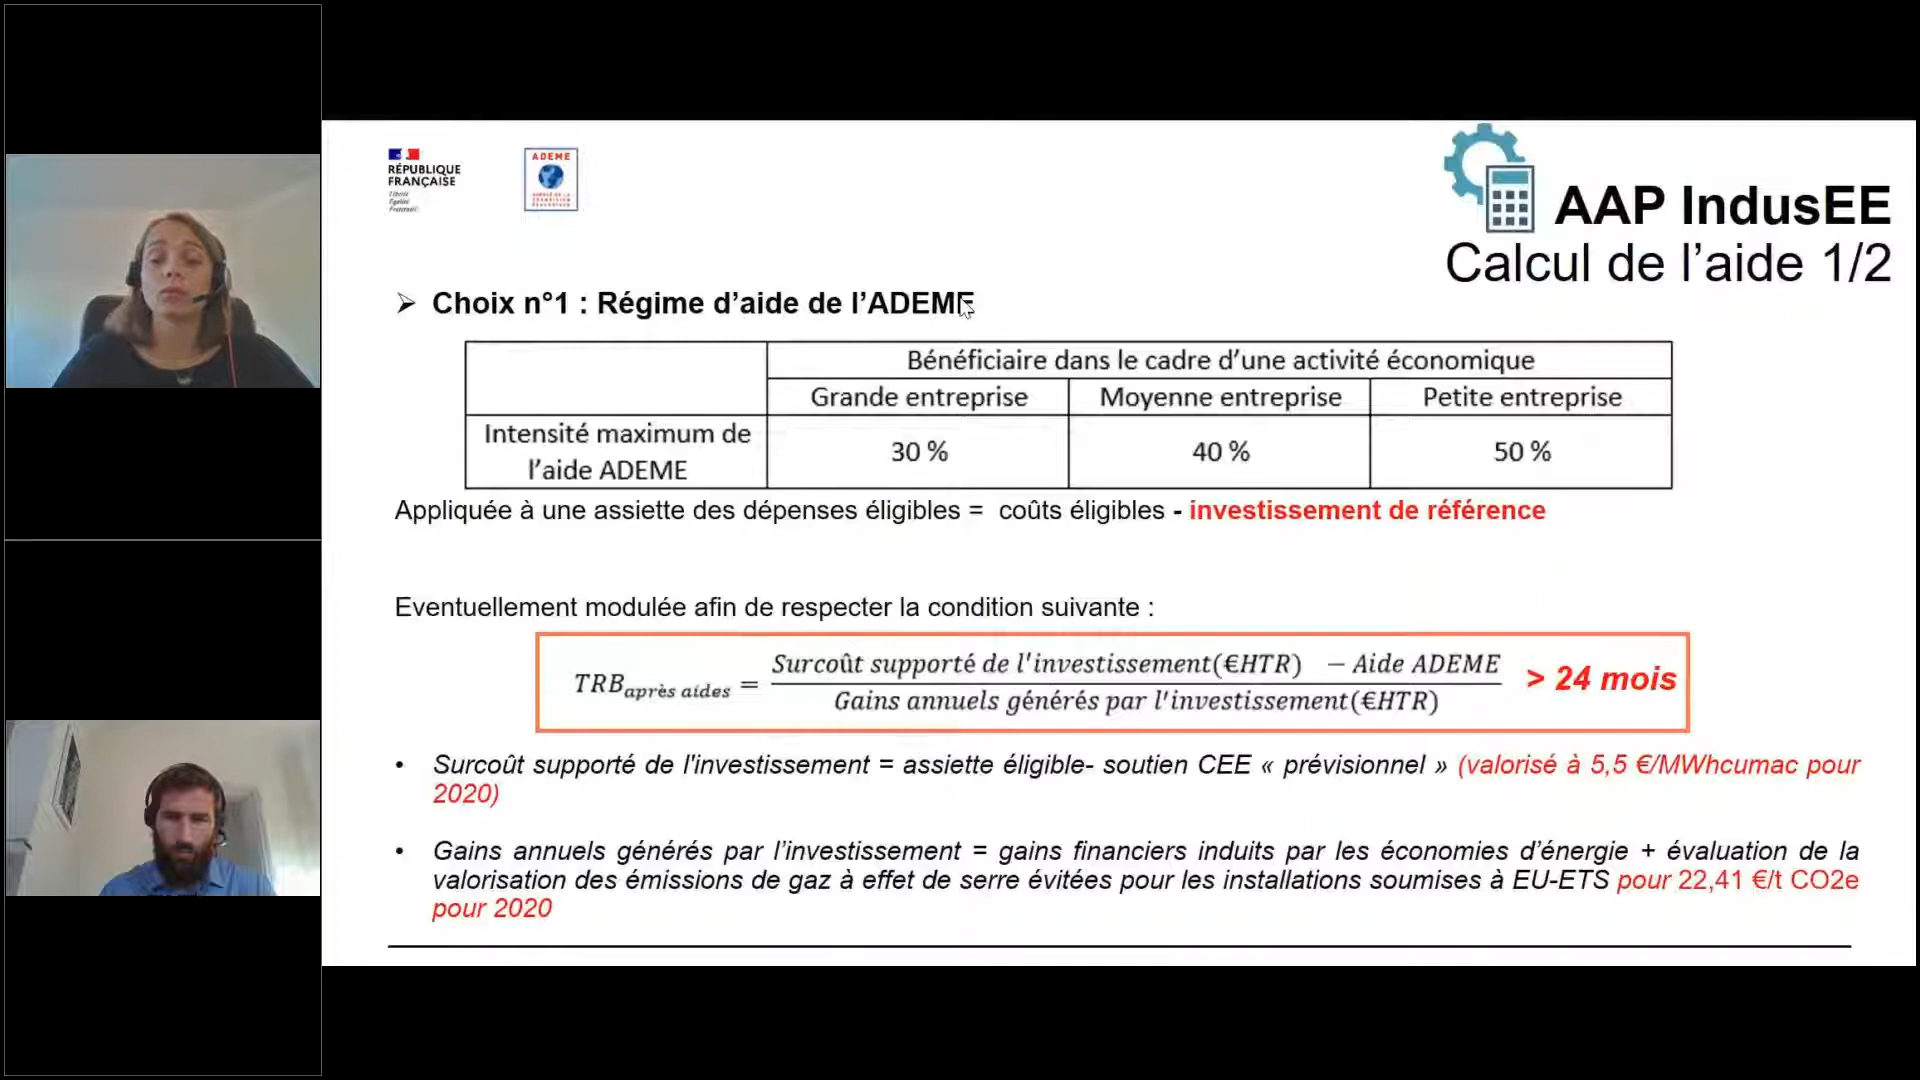 RÉPUBLIQUE
FRANÇAISE
Liberté
Égalité
Fraternité
ADEME
AAP IndusEE
Calcul de l’aide 1/2
➢ Choix n°1 : Régime d’aide de l’ADEME
Bénéficiaire dans le cadre d’une activité économique
Grande entreprise Moyenne entreprise Petite entreprise
Intensité maximum de
l’aide ADEME
30 % 40 % 50 %
Appliquée à une assiette des dépenses éligibles = coûts éligibles - investissement de référence
Eventuellement modulée afin de respecter la condition suivante :
TRB après aides = Surcoût supporté de l'investissement(€HTR) − Aide ADEME > 24 mois
Gains annuels générés par l'investissement(€HTR)
• Surcoût supporté de l'investissement = assiette éligible- soutien CEE « prévisionnel » (valorisé à 5,5 €/MWhcumac pour
2020)
• Gains annuels générés par l’investissement = gains financiers induits par les économies d’énergie + évaluation de la
valorisation des émissions de gaz à effet de serre évitées pour les installations soumises à EU-ETS pour 22,41 €/t CO2e
pour 2020